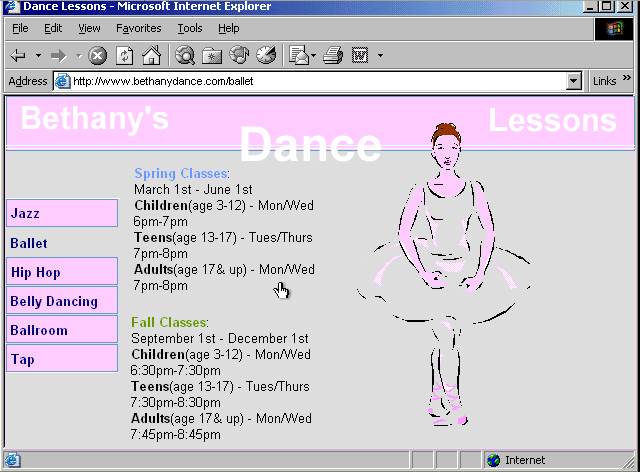 Dance Lessons - Microsoft Internet Explorer
File Edit View Favorites Tools Help
Address http://www.bethanydance.com/ballet Links »
Bethany's Dance Lessons
Jazz
Ballet
Hip Hop
Belly Dancing
Ballroom
Tap
Spring Classes:
March 1st - June 1st
Children(age 3-12) - Mon/Wed
6pm-7pm
Teens(age 13-17) - Tues/Thurs
7pm-8pm
Adults(age 17& up) - Mon/Wed
7pm-8pm
Fall Classes:
September 1st - December 1st
Children(age 3-12) - Mon/Wed
6:30pm-7:30pm
Teens(age 13-17) - Tues/Thurs
7:30pm-8:30pm
Adults(age 17& up) - Mon/Wed
7:45pm-8:45pm
Internet